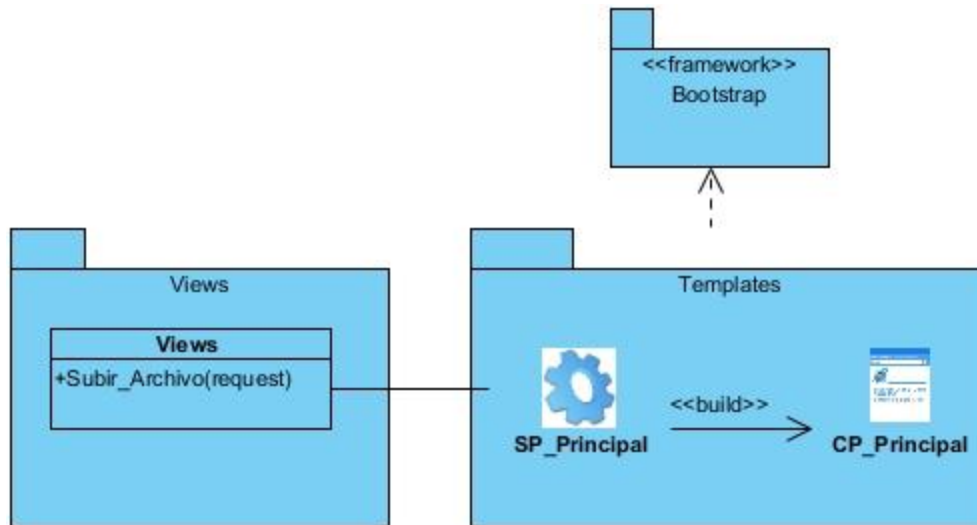 <<framework>>
Bootstrap
Views
Views
+Subir_Archivo(request)
Templates
<<build>>
SP_Principal
CP_Principal